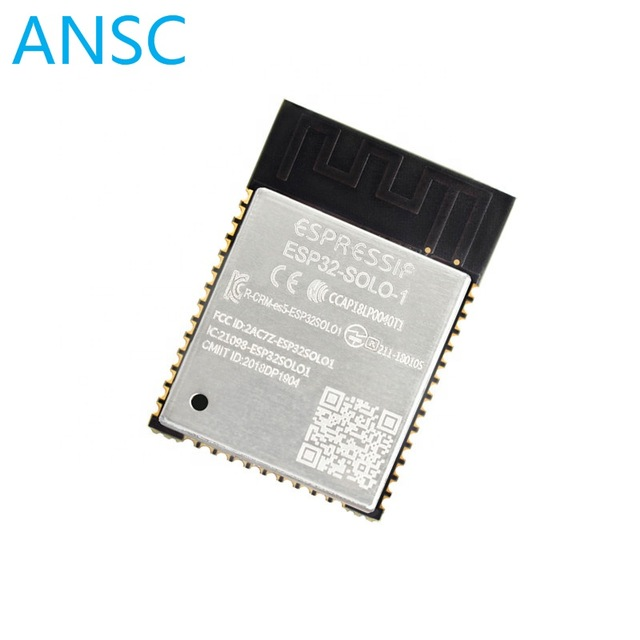 ANSC
ESPRESSIF
ESP32-SOLO-1
CE CCAP18LP0040T1
R-CRM-es5-ESP32SOLO1 R 211-180105
FCC ID:2AC7Z-ESP32SOLO1
IC:21098-ESP32SOLO1
CMIIT ID:2018DP1904